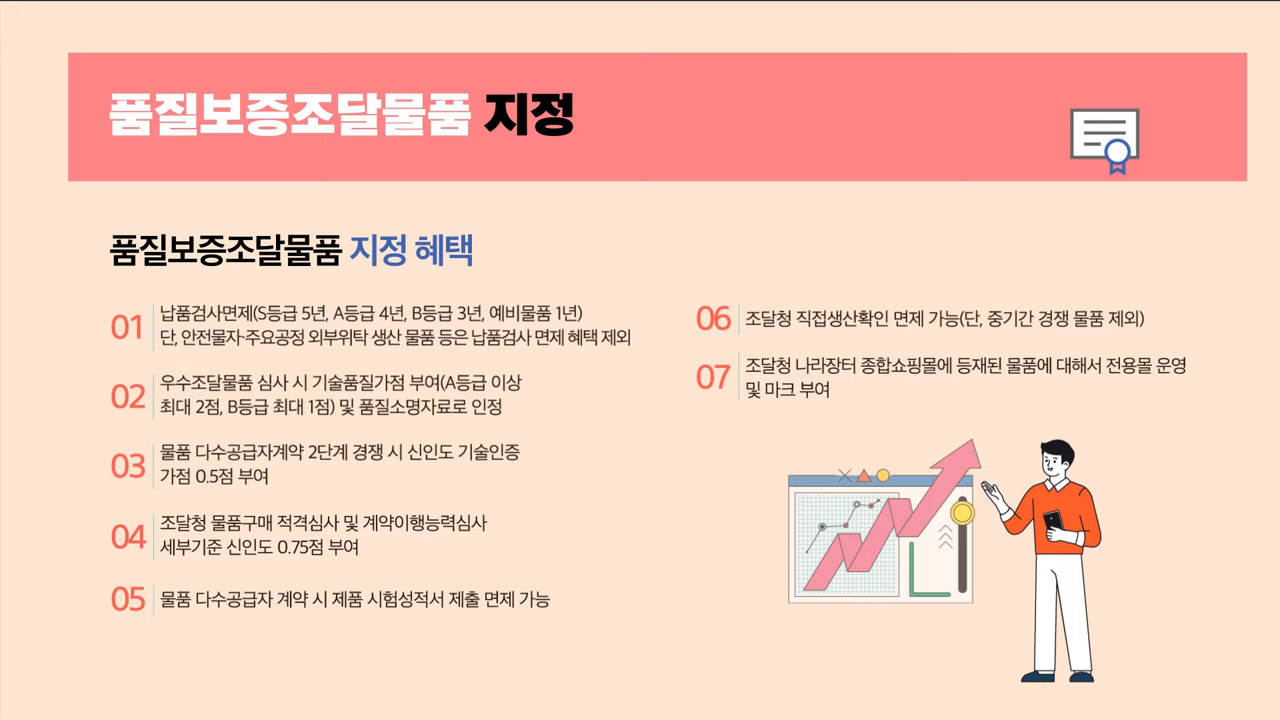 품질보증조달물품 지정
품질보증조달물품 지정 혜택
01
납품검사면제(S등급 5년, A등급 4년, B등급 3년, 예비물품 1년)
단, 안전물자·주요공정 외부위탁 생산 물품 등은 납품검사 면제 혜택 제외
02
우수조달물품 심사 시 기술품질가점 부여(A등급 이상
최대 2점, B등급 최대 1점) 및 품질소명자료로 인정
03
물품 다수공급자계약 2단계 경쟁 시 신인도 기술인증
가점 0.5점 부여
04
조달청 물품구매 적격심사 및 계약이행능력심사
세부기준 신인도 0.75점 부여
05
물품 다수공급자 계약 시 제품 시험성적서 제출 면제 가능
06
조달청 직접생산확인 면제 가능(단, 중기간 경쟁 물품 제외)
07
조달청 나라장터 종합쇼핑몰에 등재된 물품에 대해서 전용몰 운영
및 마크 부여